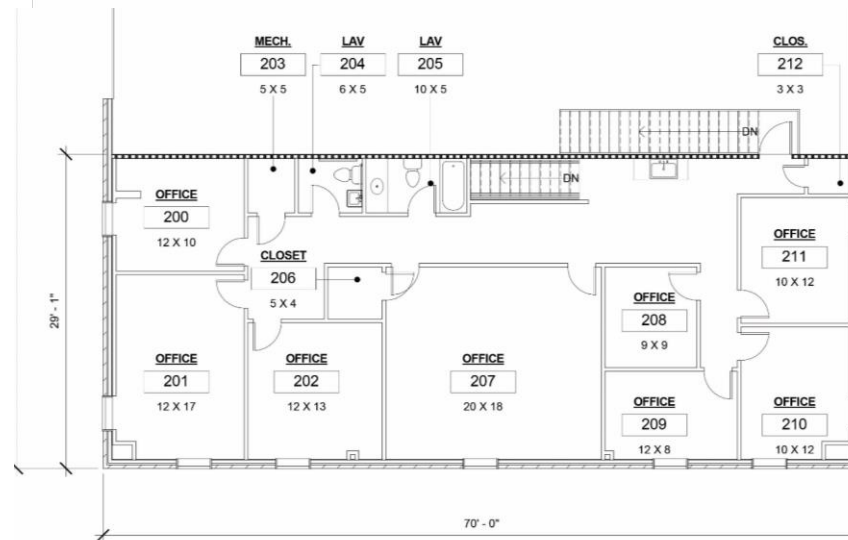 MECH.
203
5 X 5
LAV
204
6 X 5
LAV
205
10 X 5
CLOS.
212
3 X 3
DN
DN
OFFICE
200
12 X 10
OFFICE
211
10 X 12
CLOSET
206
5 X 4
OFFICE
208
9 X 9
29' - 1"
OFFICE
201
12 X 17
OFFICE
202
12 X 13
OFFICE
207
20 X 18
OFFICE
209
12 X 8
OFFICE
210
10 X 12
70' - 0"